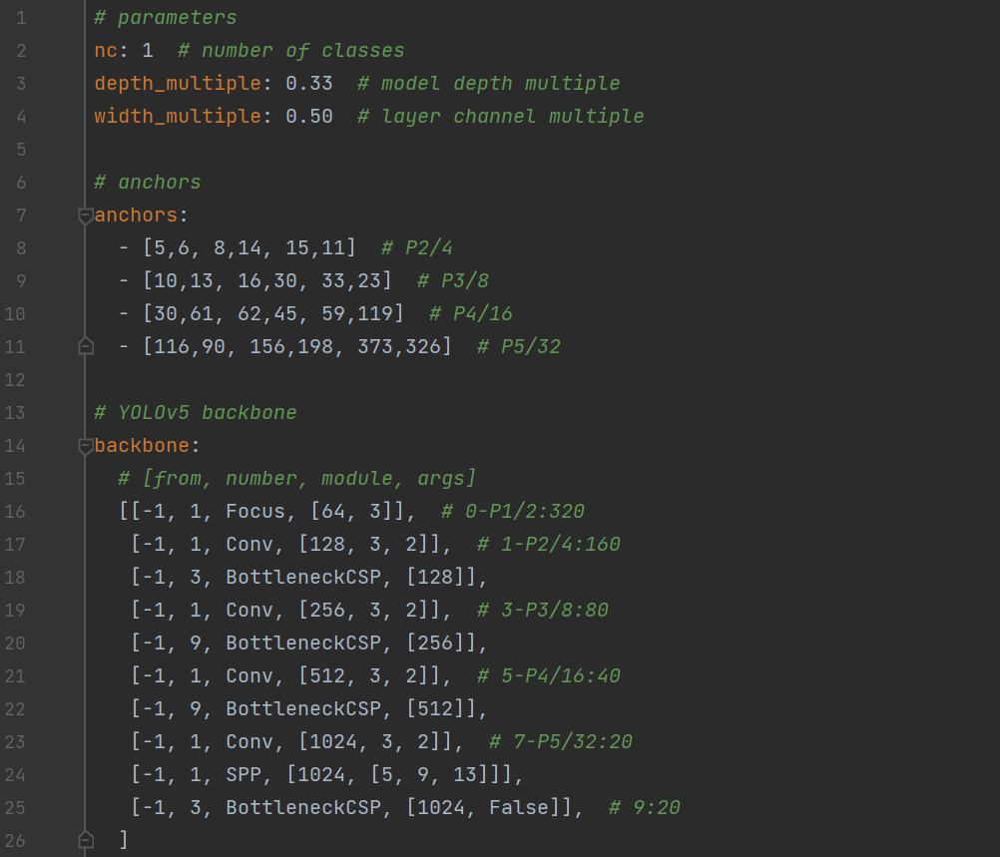 1 # parameters
2 nc: 1  # number of classes
3 depth_multiple: 0.33  # model depth multiple
4 width_multiple: 0.50  # layer channel multiple
5
6 # anchors
7 anchors:
8   - [5,6, 8,14, 15,11]  # P2/4
9   - [10,13, 16,30, 33,23]  # P3/8
10   - [30,61, 62,45, 59,119]  # P4/16
11   - [116,90, 156,198, 373,326]  # P5/32
12
13 # YOLOv5 backbone
14 backbone:
15   # [from, number, module, args]
16   [[-1, 1, Focus, [64, 3]],  # 0-P1/2:320
17    [-1, 1, Conv, [128, 3, 2]],  # 1-P2/4:160
18    [-1, 3, BottleneckCSP, [128]],
19    [-1, 1, Conv, [256, 3, 2]],  # 3-P3/8:80
20    [-1, 9, BottleneckCSP, [256]],
21    [-1, 1, Conv, [512, 3, 2]],  # 5-P4/16:40
22    [-1, 9, BottleneckCSP, [512]],
23    [-1, 1, Conv, [1024, 3, 2]],  # 7-P5/32:20
24    [-1, 1, SPP, [1024, [5, 9, 13]]],
25    [-1, 3, BottleneckCSP, [1024, False]],  # 9:20
26   ]